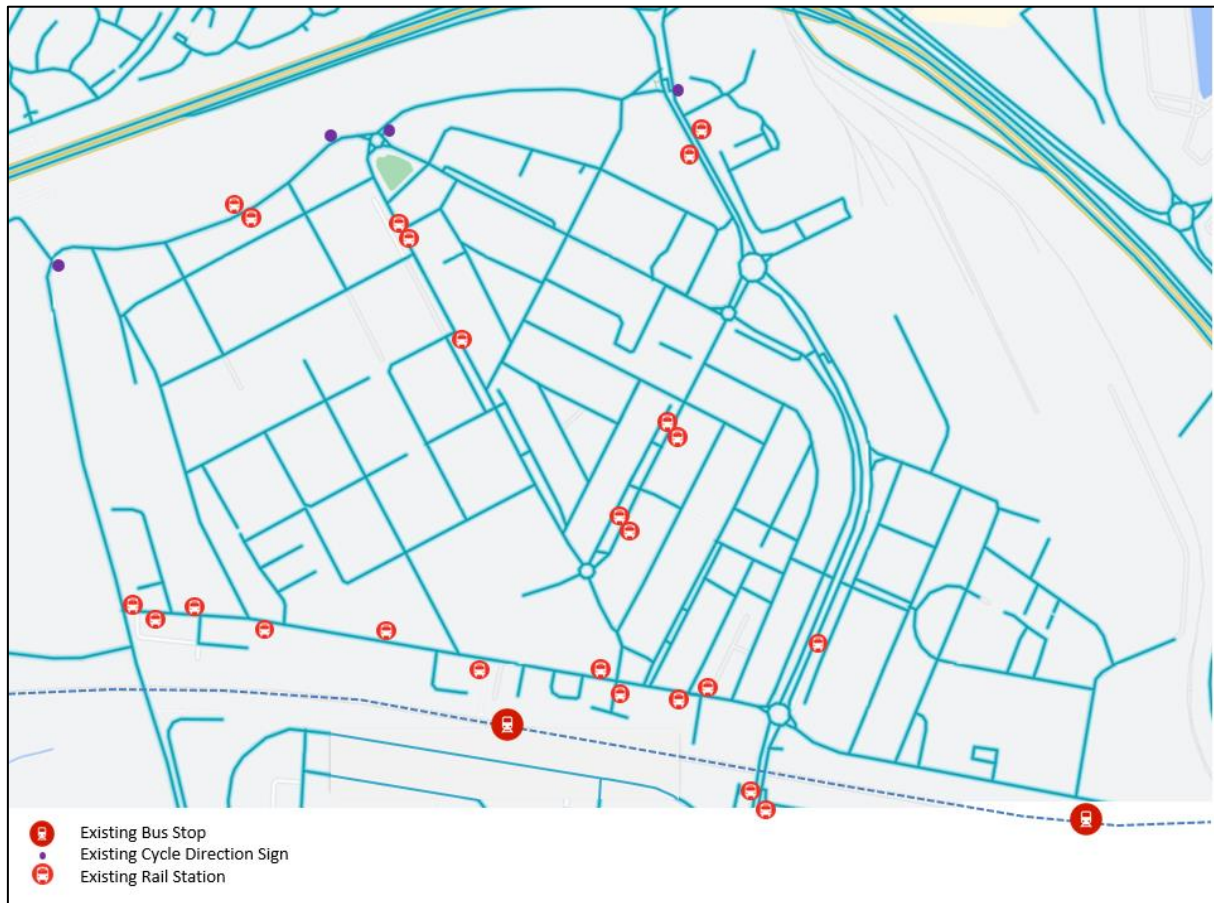 Existing Bus Stop
Existing Cycle Direction Sign
Existing Rail Station